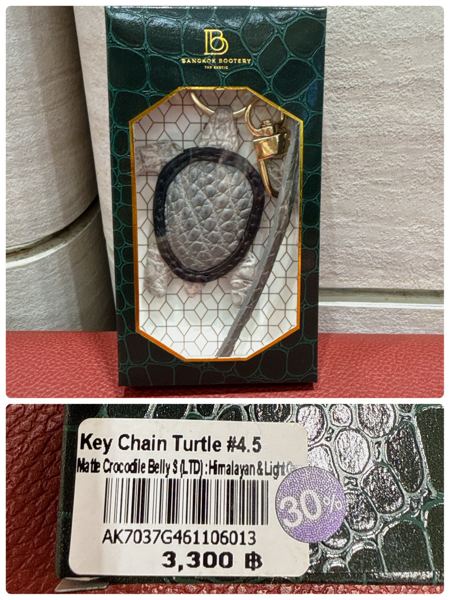 BANGKOK BOOTERY
THE EXOTIC
Key Chain Turtle #4.5
Matte Crocodile Belly S (LTD) : Himalayan & Light
30%
AK7037G461106013
3,300 ฿